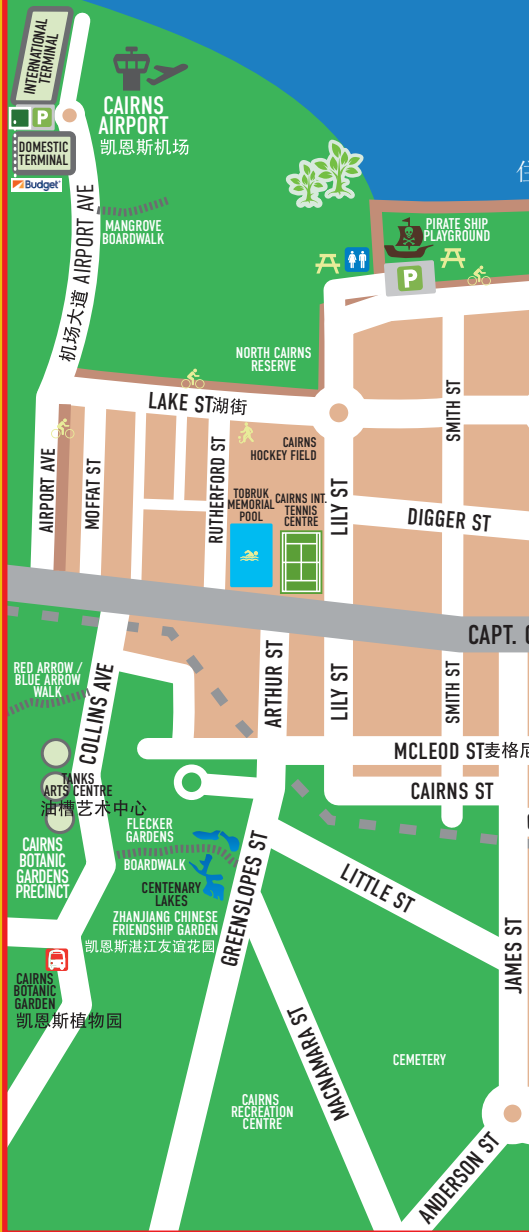 INTERNATIONAL
TERMINAL
CAIRNS
AIRPORT
凯恩斯机场
P
DOMESTIC
TERMINAL
Budget
机场大道 AIRPORT AVE
MANGROVE
BOARDWALK
住
PIRATE SHIP
PLAYGROUND
P
NORTH CAIRNS
RESERVE
LAKE ST湖街
SMITH ST
CAIRNS
HOCKEY FIELD
AIRPORT AVE
MOFFAT ST
RUTHERFORD ST
TOBRUK
MEMORIAL
POOL
CAIRNS INT.
TENNIS
CENTRE
LILY ST
DIGGER ST
CAPT.
RED ARROW /
BLUE ARROW
WALK
COLLINS AVE
ARTHUR ST
LILY ST
SMITH ST
MCLEOD ST麦格尼
CAIRNS ST
TANKS
ARTS CENTRE
油槽艺术中心
FLECKER
GARDENS
BOARDWALK
CAIRNS
BOTANIC
GARDENS
PRECINCT
CENTENARY
LAKES
ZHANJIANG CHINESE
FRIENDSHIP GARDEN
凯恩斯湛江友谊花园
GREENSLOPES ST
LITTLE ST
JAMES ST
CAIRNS
BOTANIC
GARDEN
凯恩斯植物园
MACNAMARA ST
CEMETERY
CAIRNS
RECREATION
CENTRE
ANDERSON ST